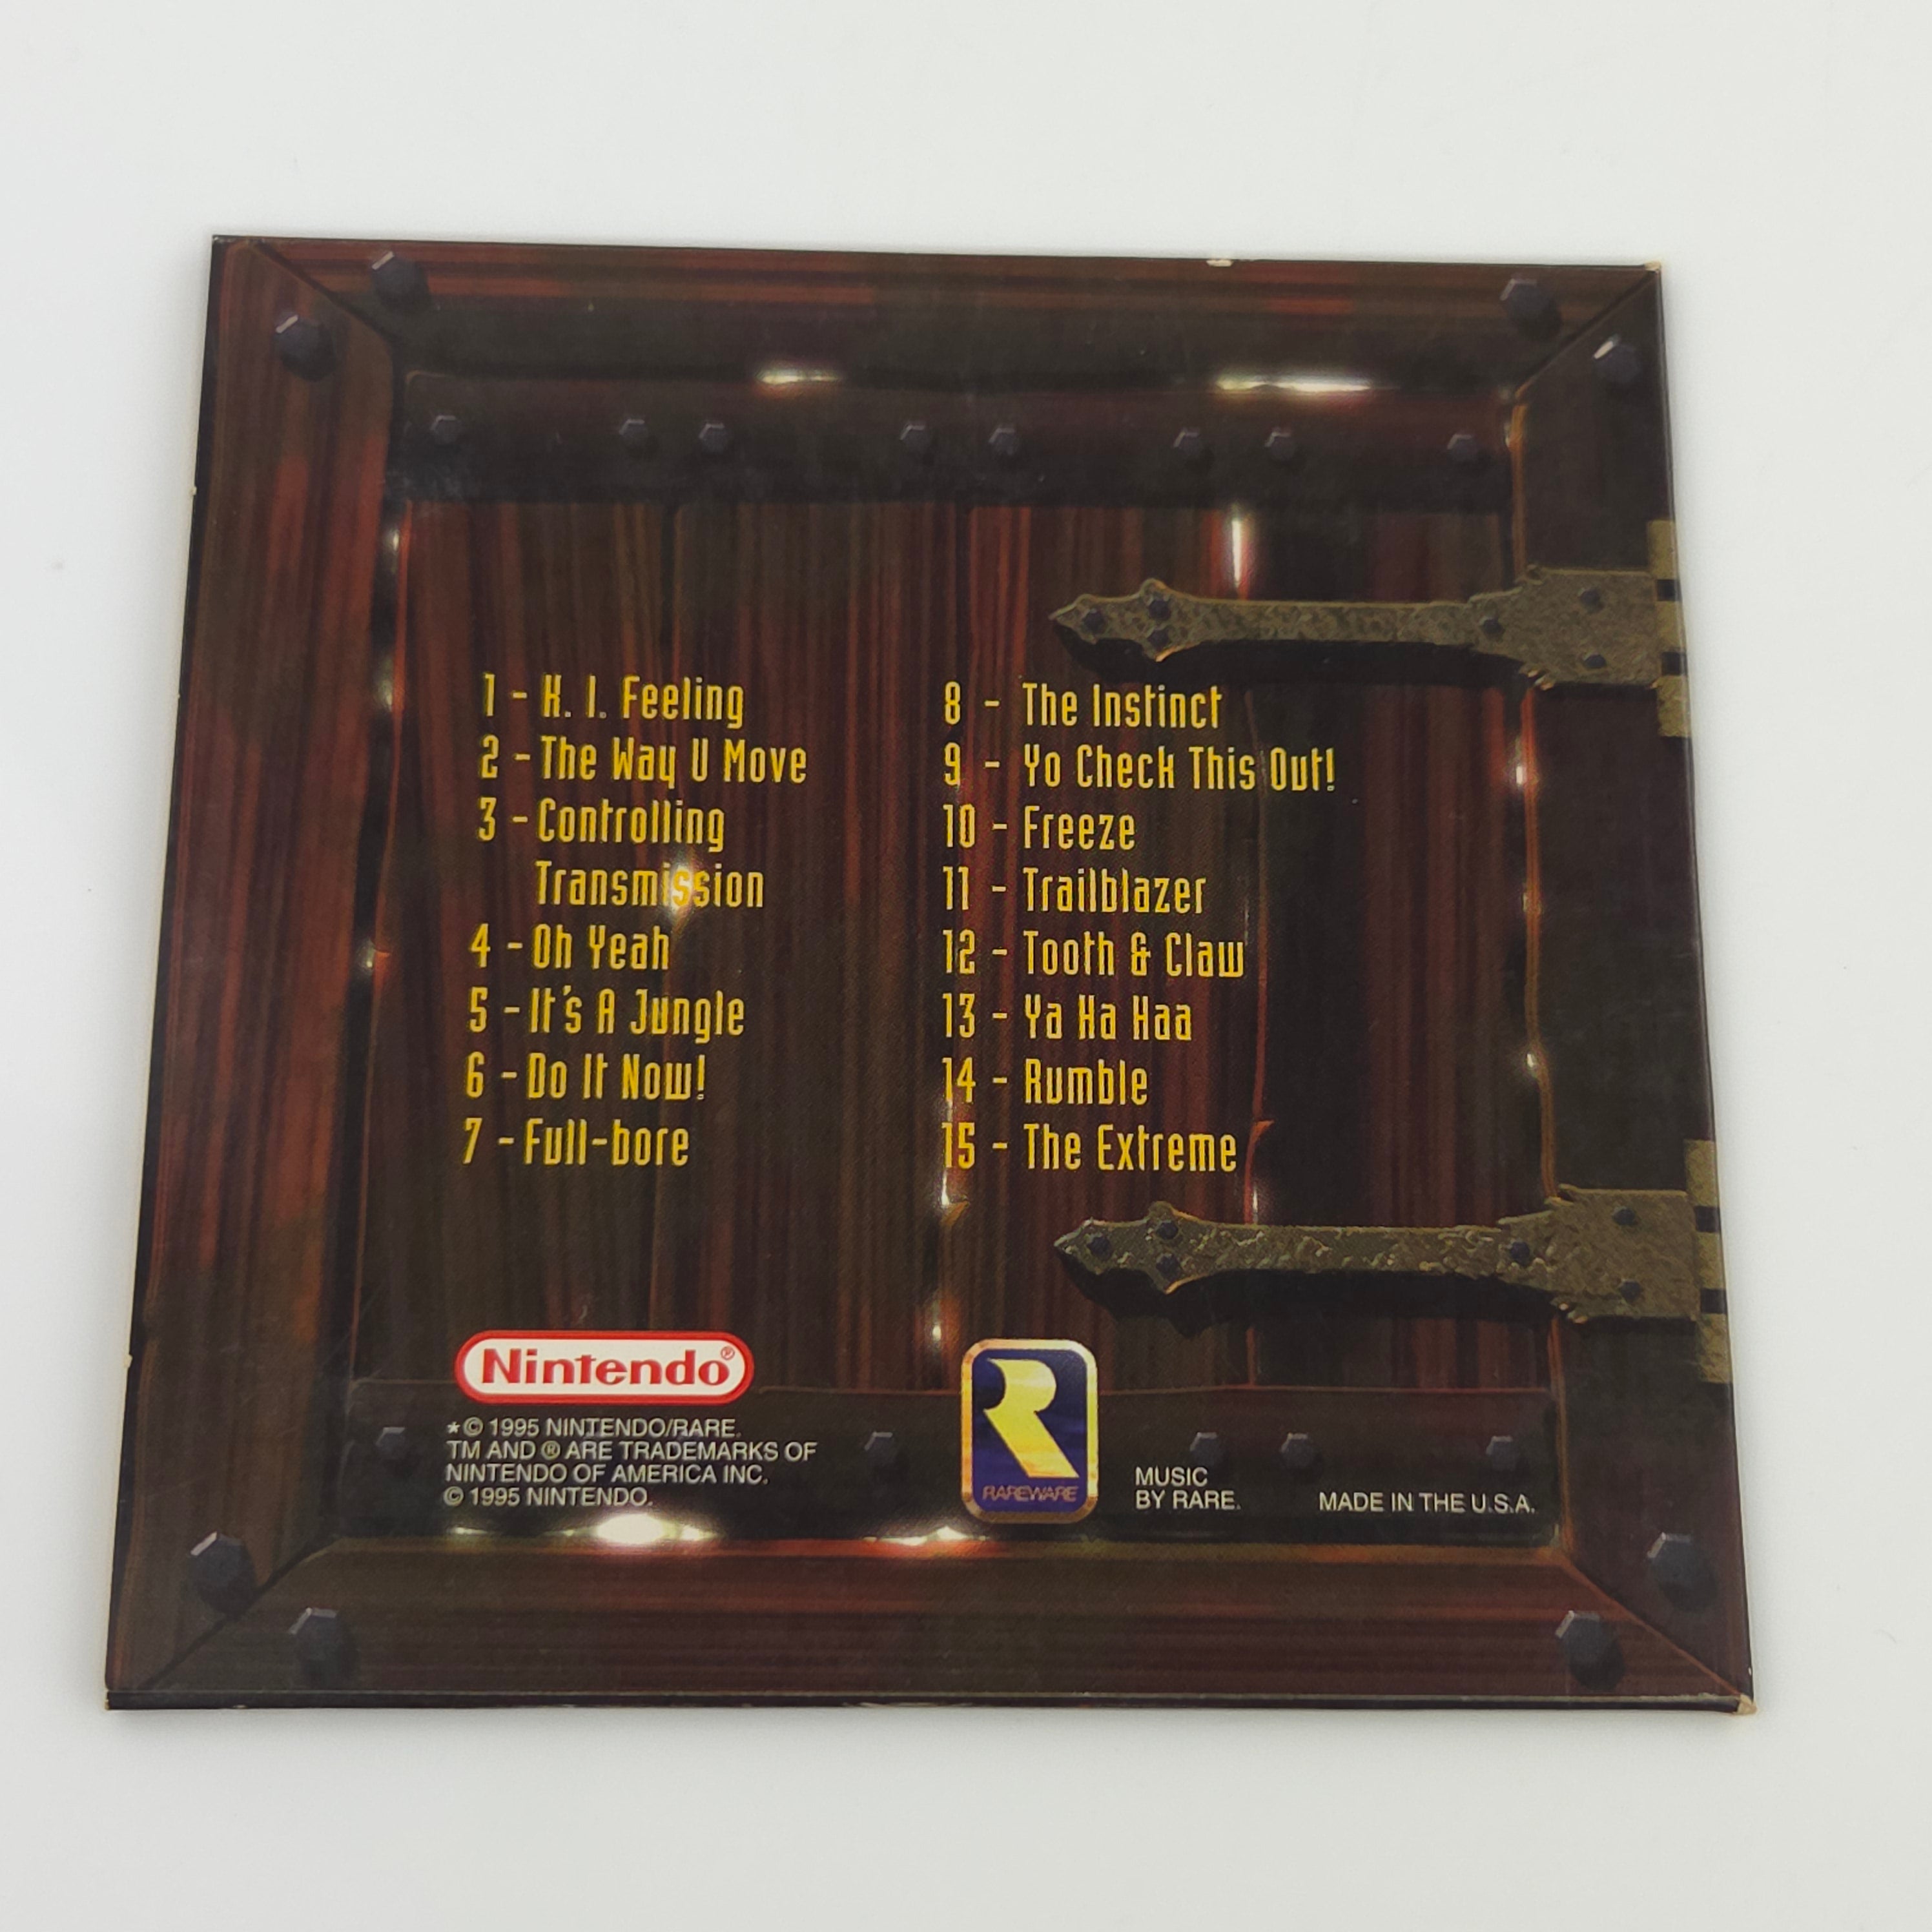 1 - K. I. Feeling
2 - The Way U Move
3 - Controlling
Transmission
4 - Oh Yeah
5 - It's A Jungle
6 - Do It Now!
7 - Full-bore
8 - The Instinct
9 - Yo Check This Out!
10 - Freeze
11 - Trailblazer
12 - Tooth & Claw
13 - Ya Ha Haa
14 - Rumble
15 - The Extreme
Nintendo®
*© 1995 NINTENDO/RARE.
TM AND ® ARE TRADEMARKS OF
NINTENDO OF AMERICA INC.
© 1995 NINTENDO.
R
RAREWARE
MUSIC
BY RARE.
MADE IN THE U.S.A.